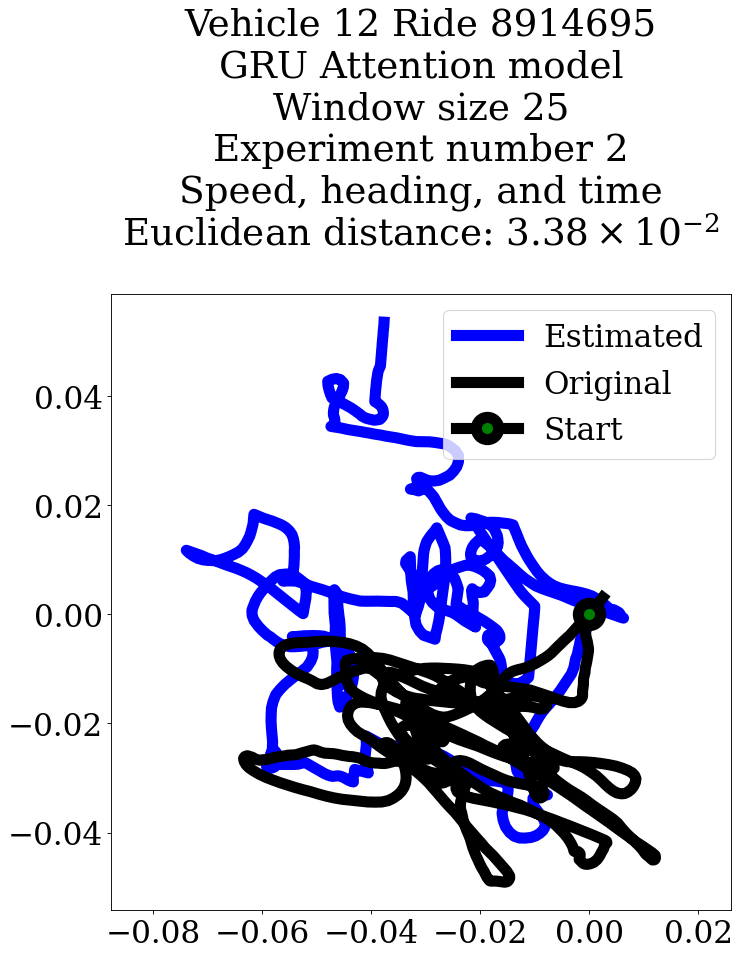 Vehicle 12 Ride 8914695
GRU Attention model
Window size 25
Experiment number 2
Speed, heading, and time
Euclidean distance: 3.38 × 10⁻²
Estimated
Original
Start
0.04
0.02
0.00
−0.02
−0.04
−0.08 −0.06 −0.04 −0.02 0.00 0.02